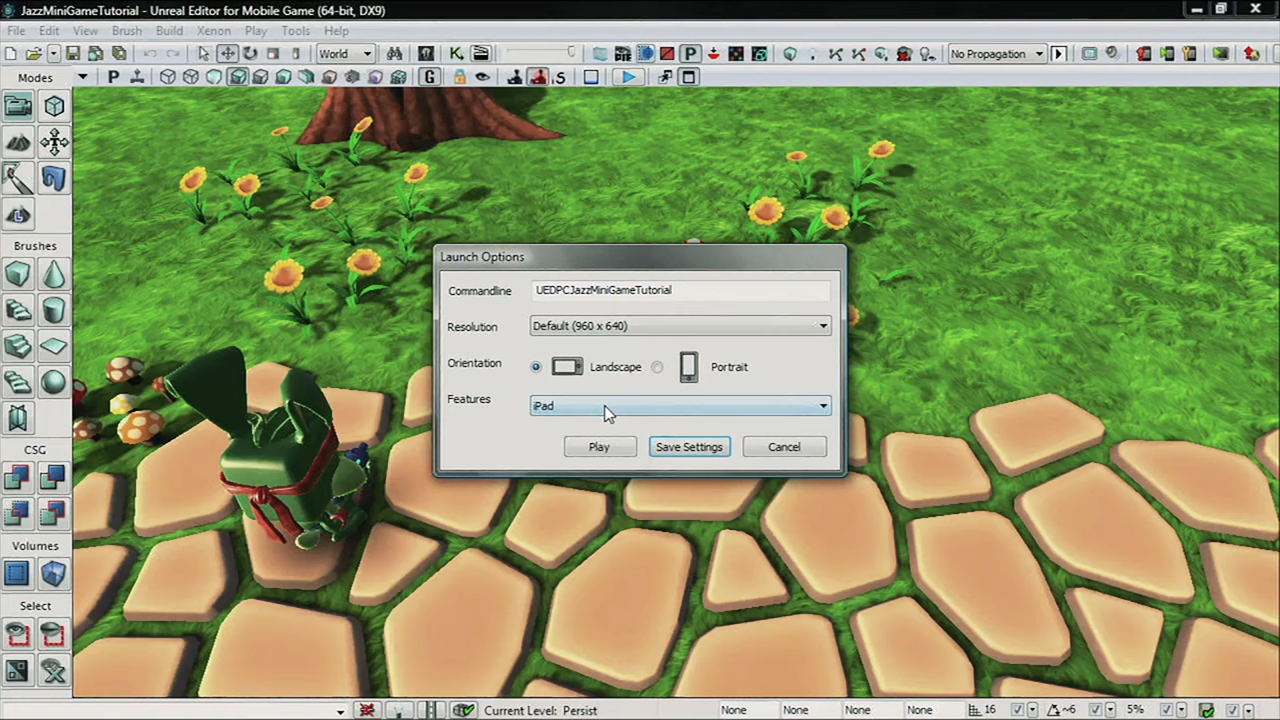 JazzMiniGameTutorial - Unreal Editor for Mobile Game (64-bit, DX9)
File Edit View Brush Build Xenon Play Tools Help
World
No Propagation
Modes
Brushes
CSG
Volumes
Select
Launch Options
Commandline UEDPCJazzMiniGameTutorial
Resolution Default (960 x 640)
Orientation Landscape Portrait
Features iPad
Play Save Settings Cancel
Current Level: Persist None None None None 16 ~6 5%